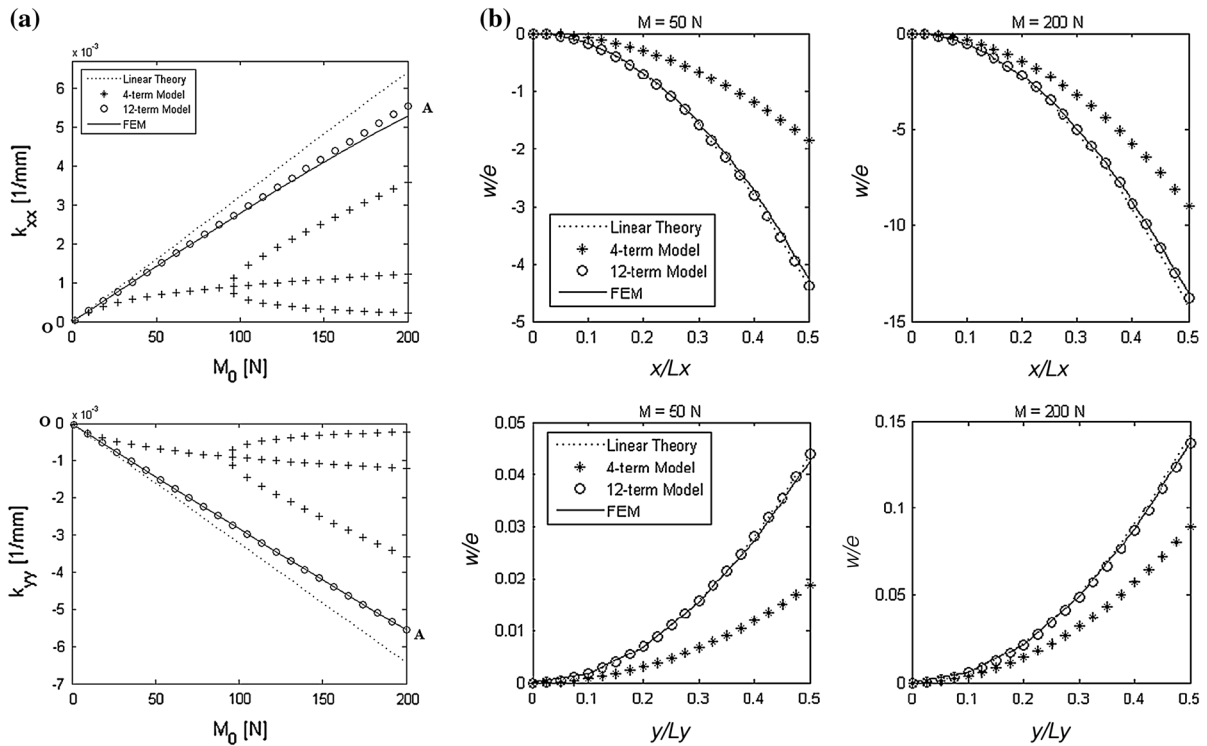 (a)
x 10⁻³
6
5
4
3
2
1
0
O
A
Linear Theory
4-term Model
12-term Model
FEM
kxx [1/mm]
0 50 100 150 200
M0 [N]
(b)
M = 50 N
0
-1
-2
-3
-4
-5
w/e
Linear Theory
4-term Model
12-term Model
FEM
0 0.1 0.2 0.3 0.4 0.5
x/Lx
M = 200 N
0
-5
-10
-15
w/e
0 0.1 0.2 0.3 0.4 0.5
x/Lx
O
x 10⁻³
0
-1
-2
-3
-4
-5
-6
-7
A
kyy [1/mm]
0 50 100 150 200
M0 [N]
M = 50 N
0.05
0.04
0.03
0.02
0.01
0
w/e
Linear Theory
4-term Model
12-term Model
FEM
0 0.1 0.2 0.3 0.4 0.5
y/Ly
M = 200 N
0.15
0.1
0.05
0
w/e
0 0.1 0.2 0.3 0.4 0.5
y/Ly